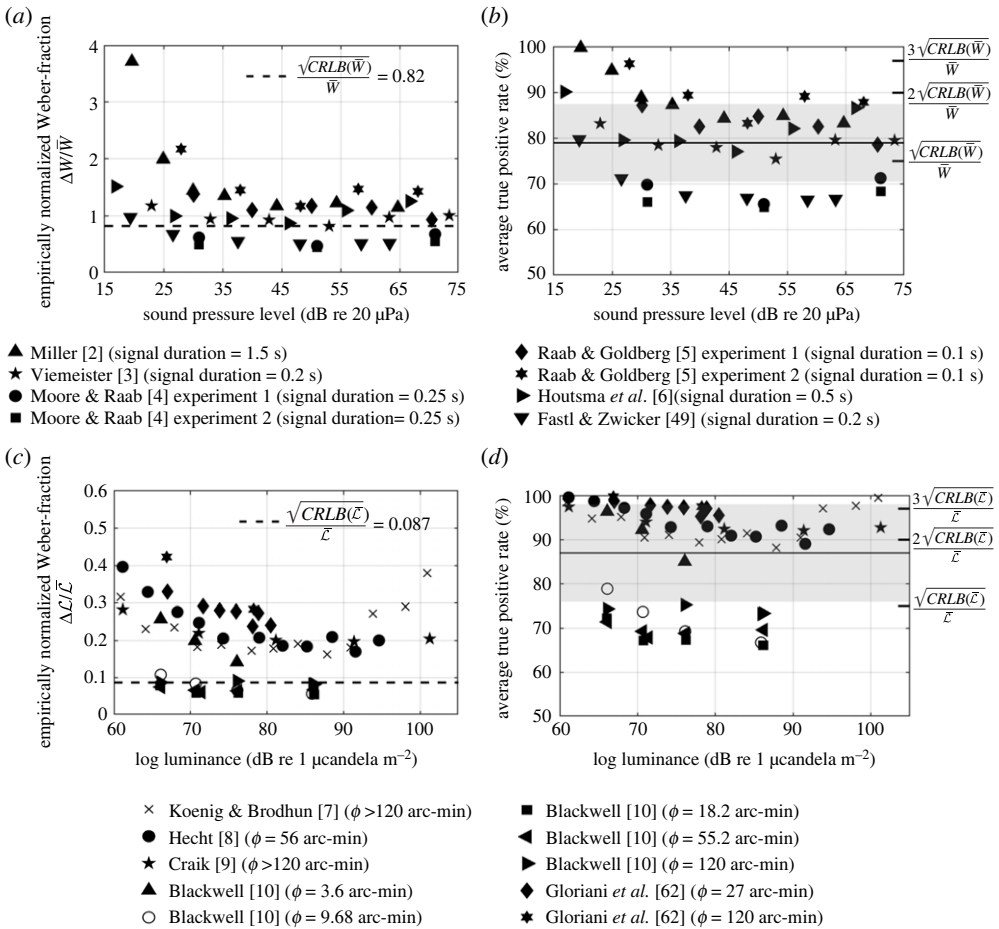 (a)
empirically normalized Weber-fraction
ΔW/W̅
4
3
2
1
0
√CRLB(W̅)/W̅ = 0.82
15 25 35 45 55 65 75
sound pressure level (dB re 20 µPa)
(b)
average true positive rate (%)
100
90
80
70
60
50
3√CRLB(W̅)/W̅
2√CRLB(W̅)/W̅
√CRLB(W̅)/W̅
15 25 35 45 55 65 75
sound pressure level (dB re 20 µPa)
Miller [2] (signal duration = 1.5 s)
Viemeister [3] (signal duration = 0.2 s)
Moore & Raab [4] experiment 1 (signal duration = 0.25 s)
Moore & Raab [4] experiment 2 (signal duration= 0.25 s)
Raab & Goldberg [5] experiment 1 (signal duration = 0.1 s)
Raab & Goldberg [5] experiment 2 (signal duration = 0.1 s)
Houtsma et al. [6](signal duration = 0.5 s)
Fastl & Zwicker [49] (signal duration = 0.2 s)
(c)
empirically normalized Weber-fraction
Δℒ/ℒ̅
0.6
0.5
0.4
0.3
0.2
0.1
0
√CRLB(ℒ̅)/ℒ̅ = 0.087
60 70 80 90 100
log luminance (dB re 1 µcandela m⁻²)
(d)
average true positive rate (%)
100
90
80
70
60
50
3√CRLB(ℒ̅)/ℒ̅
2√CRLB(ℒ̅)/ℒ̅
√CRLB(ℒ̅)/ℒ̅
60 70 80 90 100
log luminance (dB re 1 µcandela m⁻²)
Koenig & Brodhun [7] (ϕ >120 arc-min)
Hecht [8] (ϕ = 56 arc-min)
Craik [9] (ϕ >120 arc-min)
Blackwell [10] (ϕ = 3.6 arc-min)
Blackwell [10] (ϕ = 9.68 arc-min)
Blackwell [10] (ϕ = 18.2 arc-min)
Blackwell [10] (ϕ = 55.2 arc-min)
Blackwell [10] (ϕ = 120 arc-min)
Gloriani et al. [62] (ϕ = 27 arc-min)
Gloriani et al. [62] (ϕ = 120 arc-min)